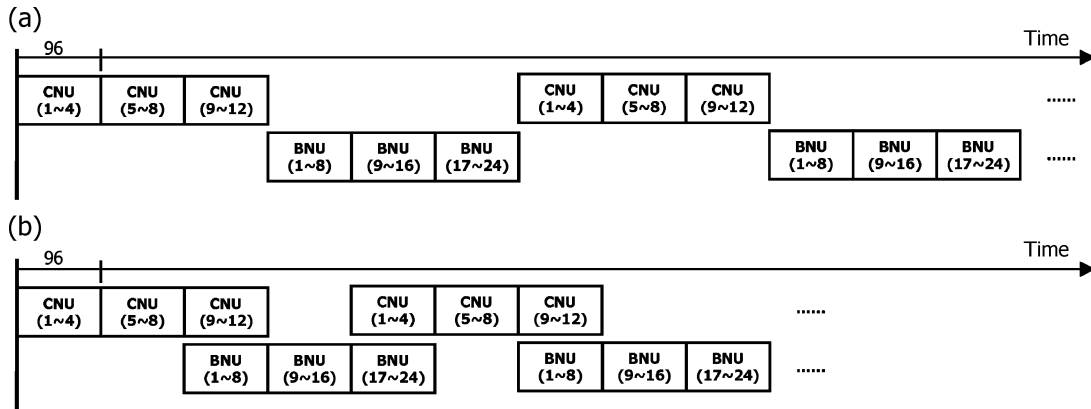 (a)
96 Time
CNU CNU CNU CNU CNU CNU
(1~4) (5~8) (9~12) (1~4) (5~8) (9~12) ......
BNU BNU BNU BNU BNU BNU
(1~8) (9~16) (17~24) (1~8) (9~16) (17~24) ......
(b)
96 Time
CNU CNU CNU CNU CNU CNU
(1~4) (5~8) (9~12) (1~4) (5~8) (9~12) ......
BNU BNU BNU BNU BNU BNU
(1~8) (9~16) (17~24) (1~8) (9~16) (17~24) ......